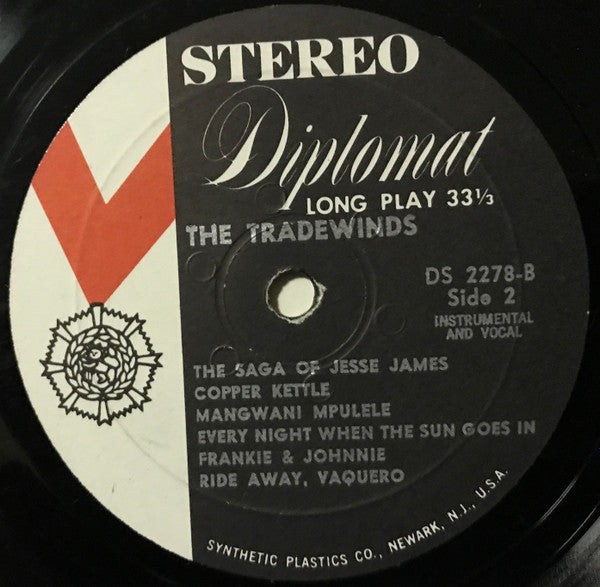 STEREO
Diplomat
LONG PLAY 33⅓
THE TRADEWINDS
DS 2278-B
Side 2
INSTRUMENTAL
AND VOCAL
THE SAGA OF JESSE JAMES
COPPER KETTLE
MANGWANI MPULELE
EVERY NIGHT WHEN THE SUN GOES IN
FRANKIE & JOHNNIE
RIDE AWAY, VAQUERO
SYNTHETIC PLASTICS CO., NEWARK, N.J., U.S.A.